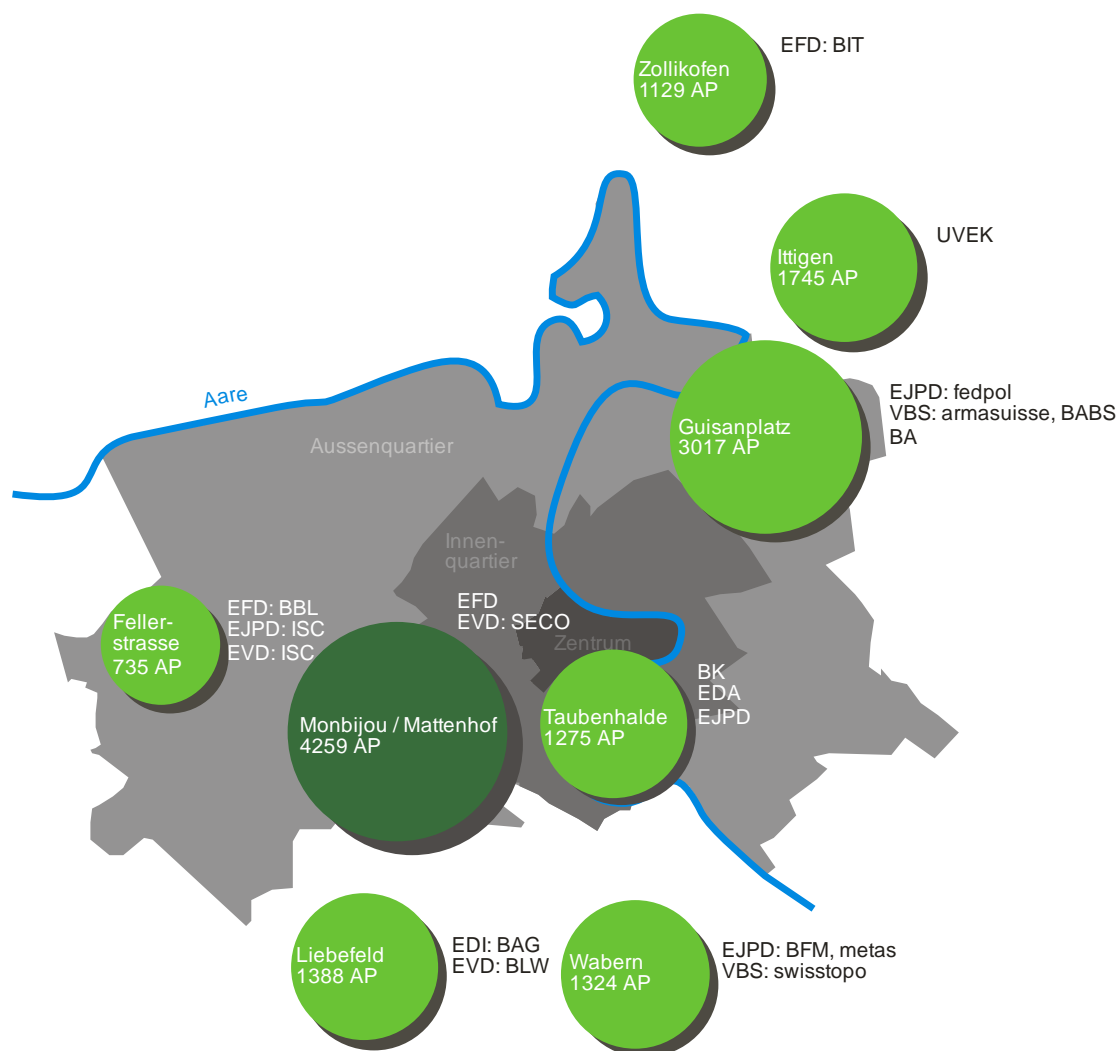 EFD: BIT
Zollikofen
1129 AP
UVEK
Ittigen
1745 AP
Aare
EJPD: fedpol
VBS: armasuisse, BABS
BA
Guisanplatz
3017 AP
Aussenquartier
Innen-
quartier
EFD
EVD: SECO
Zentrum
EFD: BBL
EJPD: ISC
EVD: ISC
Feller-
strasse
735 AP
BK
EDA
EJPD
Monbijou / Mattenhof
4259 AP
Taubenhalde
1275 AP
EDI: BAG
EVD: BLW
Liebefeld
1388 AP
EJPD: BFM, metas
VBS: swisstopo
Wabern
1324 AP